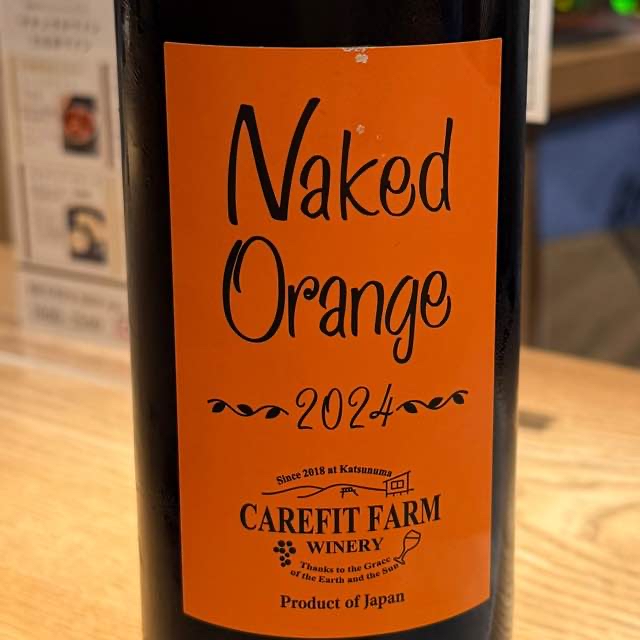 Naked
Orange
2024
Since 2018 at Katsunuma
CAREFIT FARM
WINERY
Thanks to the Grace
of the Earth and the Sun
Product of Japan